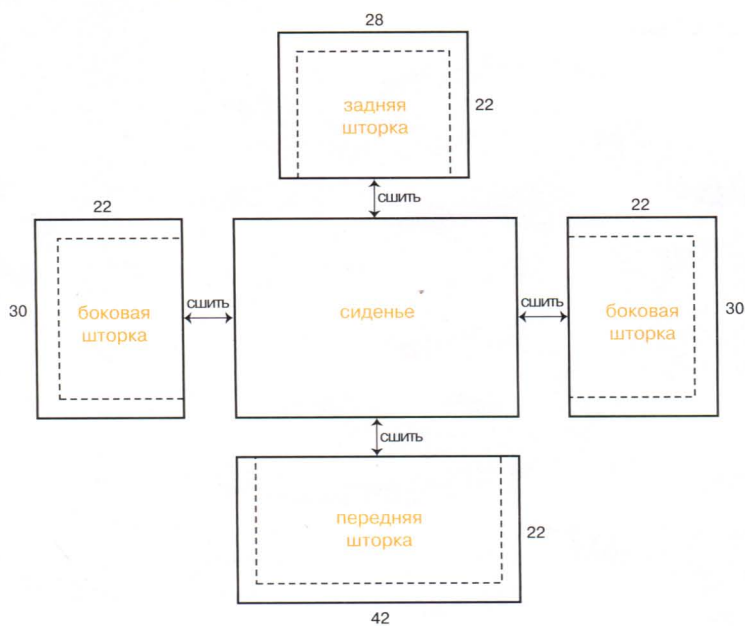 28
задняя
шторка
22
сшить
22
30
боковая
шторка
сшить
сиденье
сшить
22
боковая
шторка
30
сшить
передняя
шторка
22
42